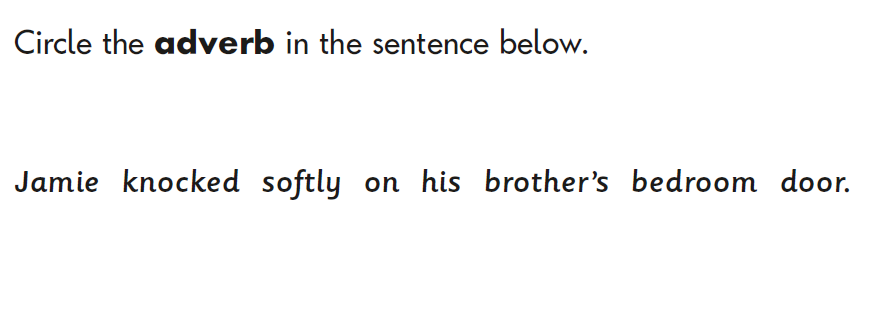 Circle the adverb in the sentence below.
Jamie knocked softly on his brother’s bedroom door.